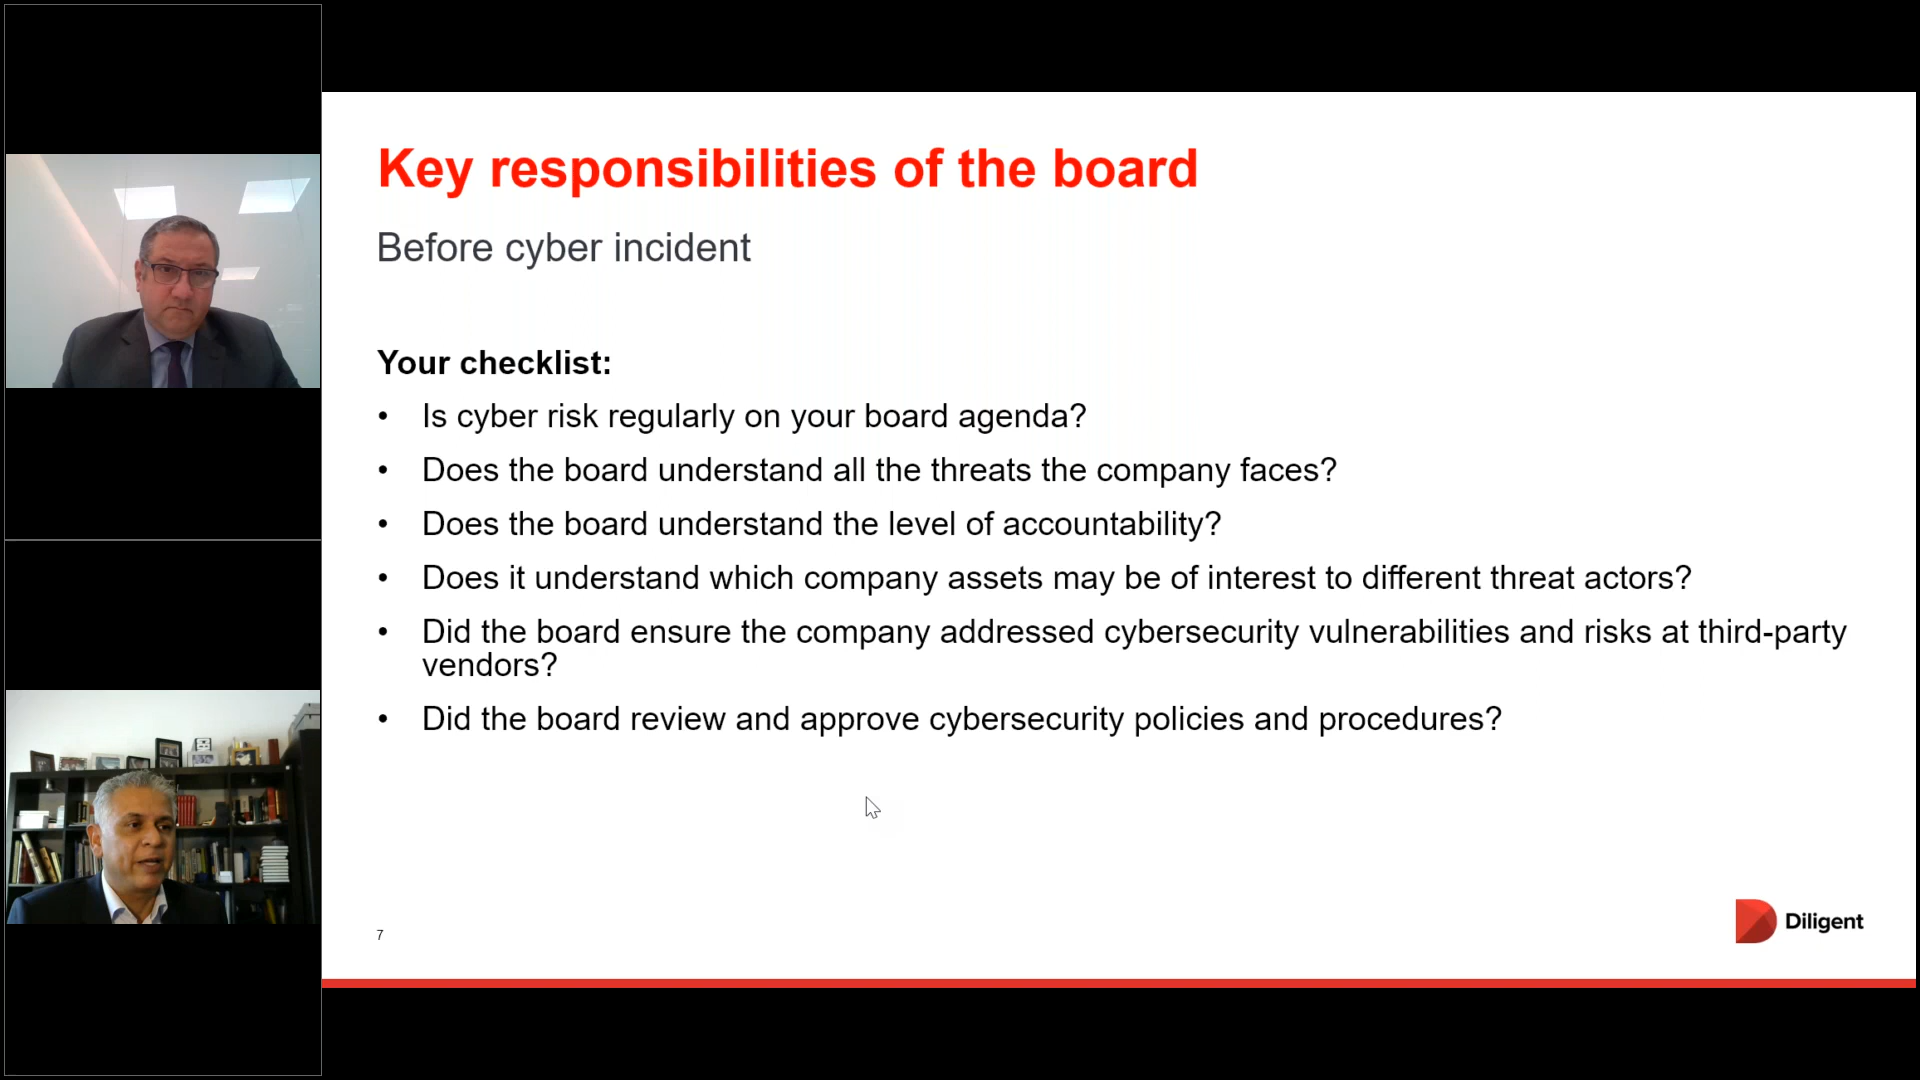 Key responsibilities of the board
Before cyber incident
Your checklist:
• Is cyber risk regularly on your board agenda?
• Does the board understand all the threats the company faces?
• Does the board understand the level of accountability?
• Does it understand which company assets may be of interest to different threat actors?
• Did the board ensure the company addressed cybersecurity vulnerabilities and risks at third-party
vendors?
• Did the board review and approve cybersecurity policies and procedures?
7
Diligent